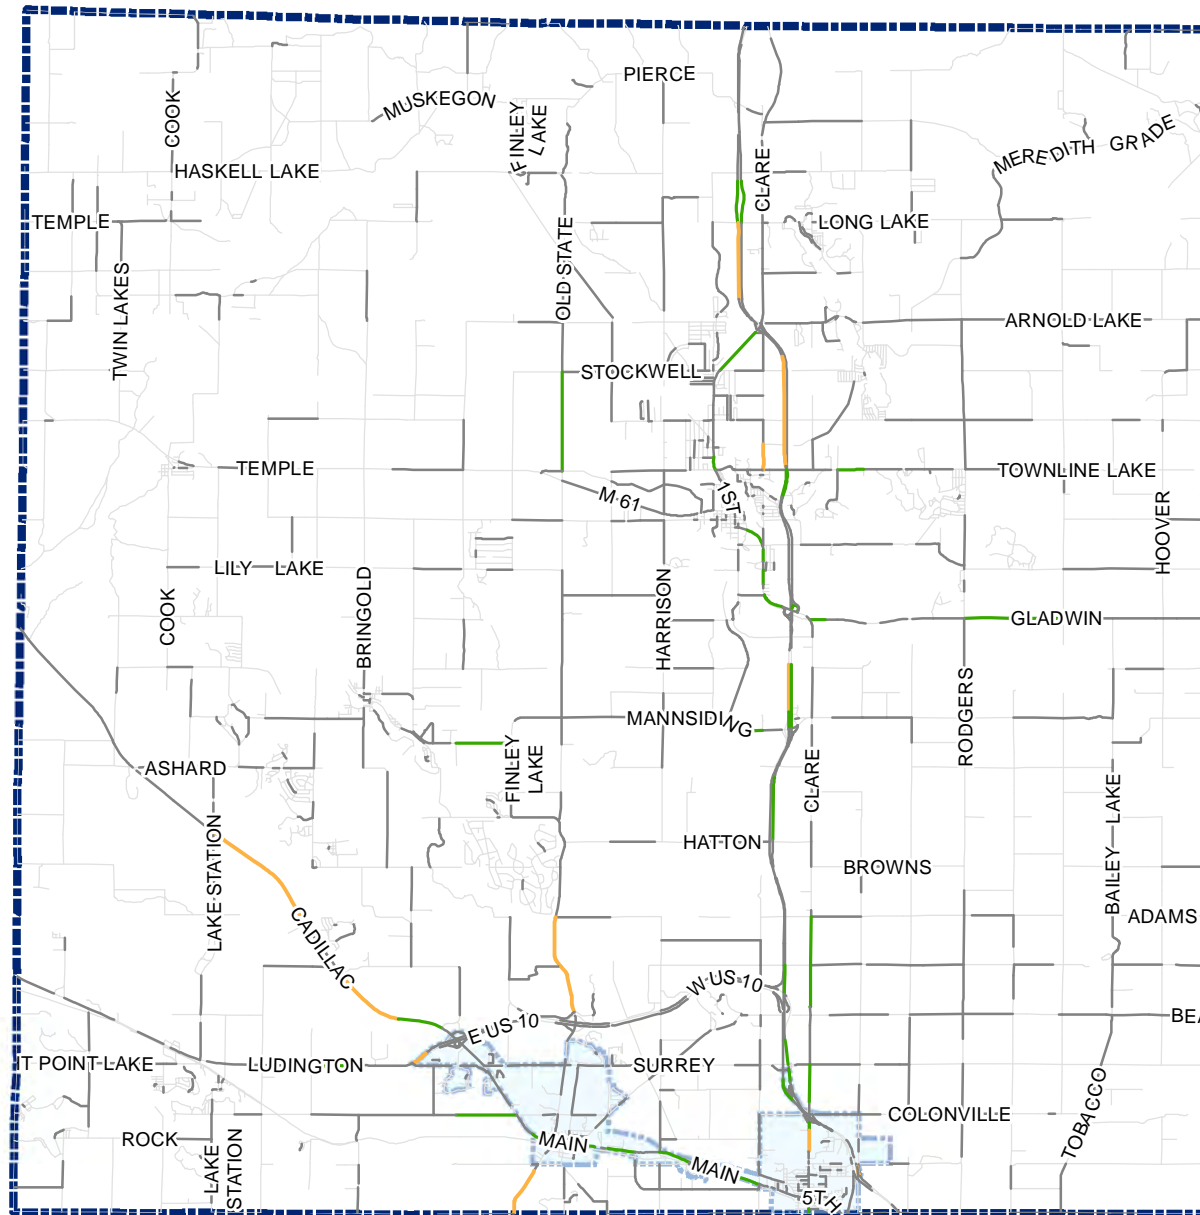 PIERCE
MUSKEGON
COOK
FINLEY
LAKE
MEREDITH GRADE
CLARE
HASKELL LAKE
TEMPLE
LONG LAKE
OLD STATE
TWIN LAKES
ARNOLD LAKE
STOCKWELL
TEMPLE
TOWNLINE LAKE
M 61
1ST
HOOVER
LILY LAKE
COOK
BRINGOLD
HARRISON
GLADWIN
RODGERS
MANNSIDING
FINLEY
LAKE
ASHARD
CLARE
BAILEY LAKE
LAKE STATION
HATTON
BROWNS
ADAMS
CADILLAC
W US 10
E US 10
BEA
T POINT LAKE
LUDINGTON
SURREY
COLONVILLE
TOBACCO
ROCK
LAKE
STATION
MAIN
MAIN
5TH